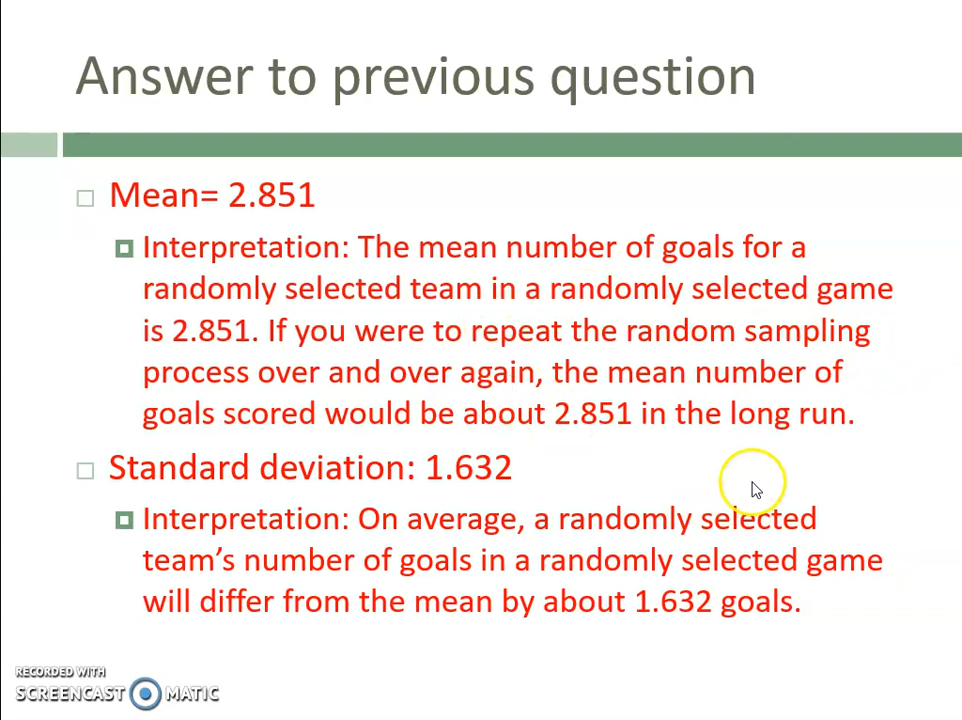 Answer to previous question
Mean= 2.851
Interpretation: The mean number of goals for a
randomly selected team in a randomly selected game
is 2.851. If you were to repeat the random sampling
process over and over again, the mean number of
goals scored would be about 2.851 in the long run.
Standard deviation: 1.632
Interpretation: On average, a randomly selected
team’s number of goals in a randomly selected game
will differ from the mean by about 1.632 goals.
RECORDED WITH
SCREENCAST MATIC